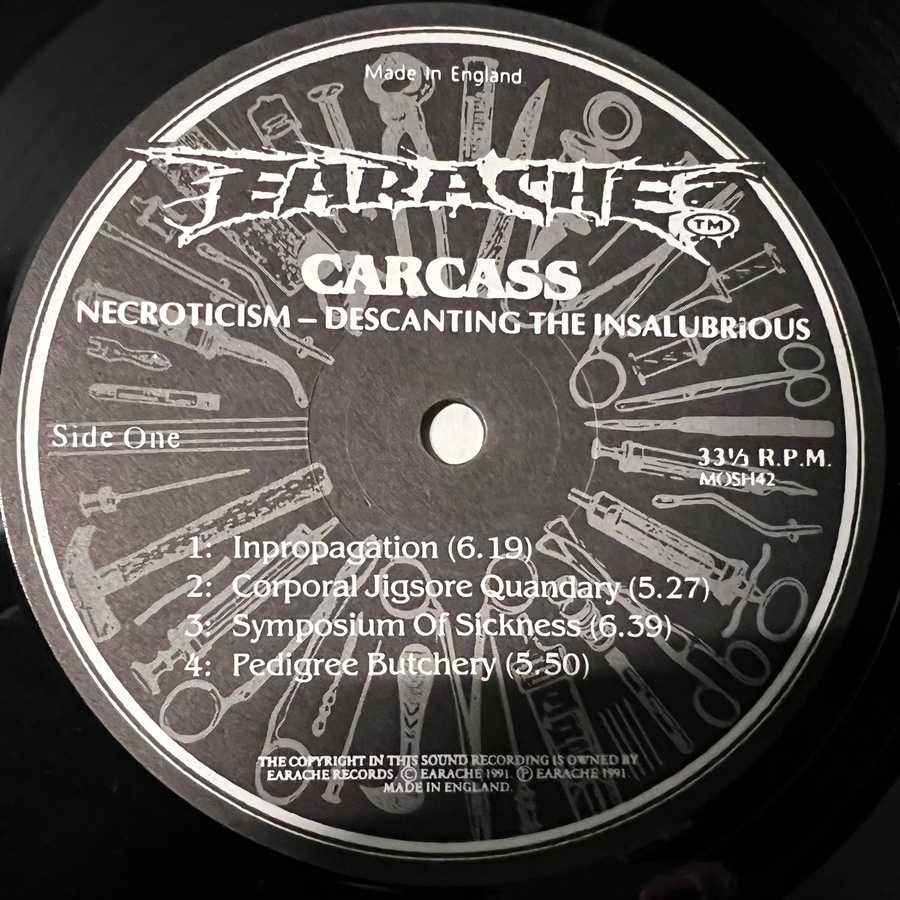 Made In England
EARACHE TM
CARCASS
NECROTICISM – DESCANTING THE INSALUBRiOUS
Side One
33⅓ R.P.M.
MOSH42
1: Inpropagation (6.19)
2: Corporal Jigsore Quandary (5.27)
3: Symposium Of Sickness (6.39)
4: Pedigree Butchery (5.50)
THE COPYRIGHT IN THIS SOUND RECORDING IS OWNED BY
EARACHE RECORDS. Ⓒ EARACHE 1991. Ⓟ EARACHE 1991.
MADE IN ENGLAND.